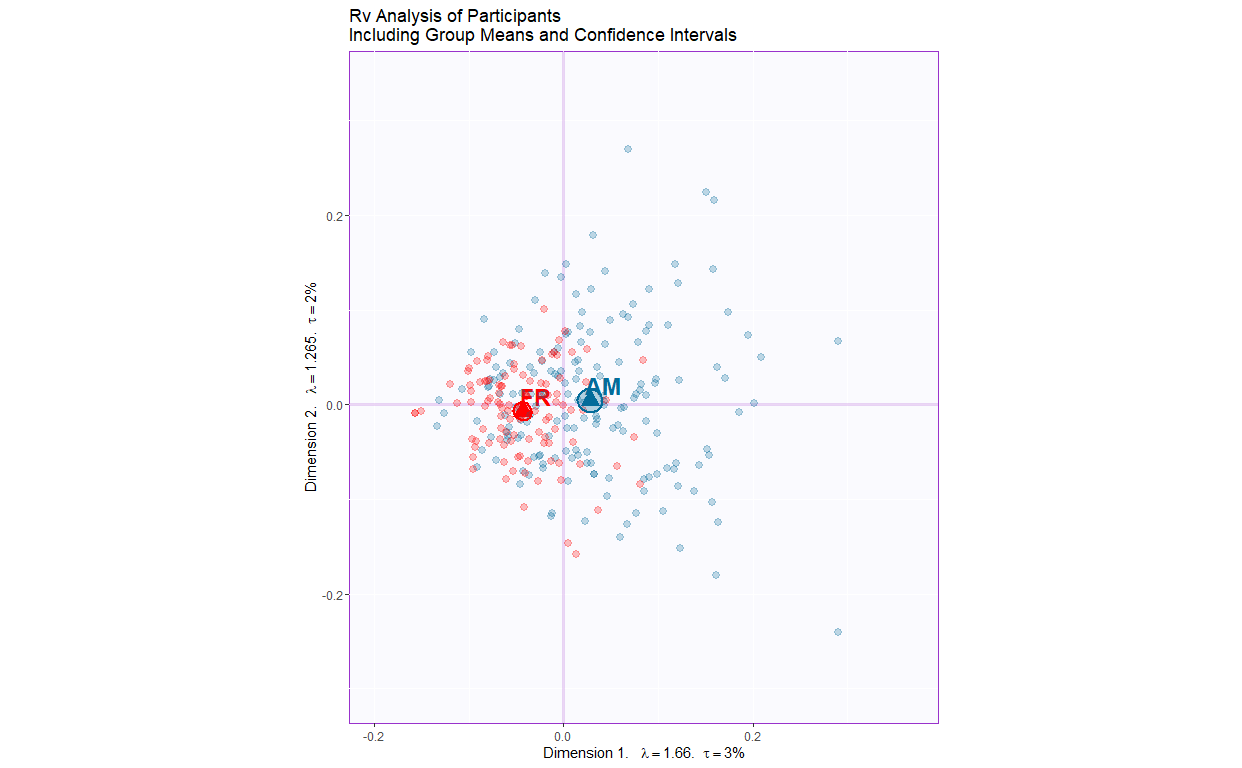 Rv Analysis of Participants
Including Group Means and Confidence Intervals
0.2
0.0
-0.2
Dimension 2.  λ = 1.265.  τ = 2%
FR
AM
-0.2
0.0
0.2
Dimension 1.  λ = 1.66.  τ = 3%